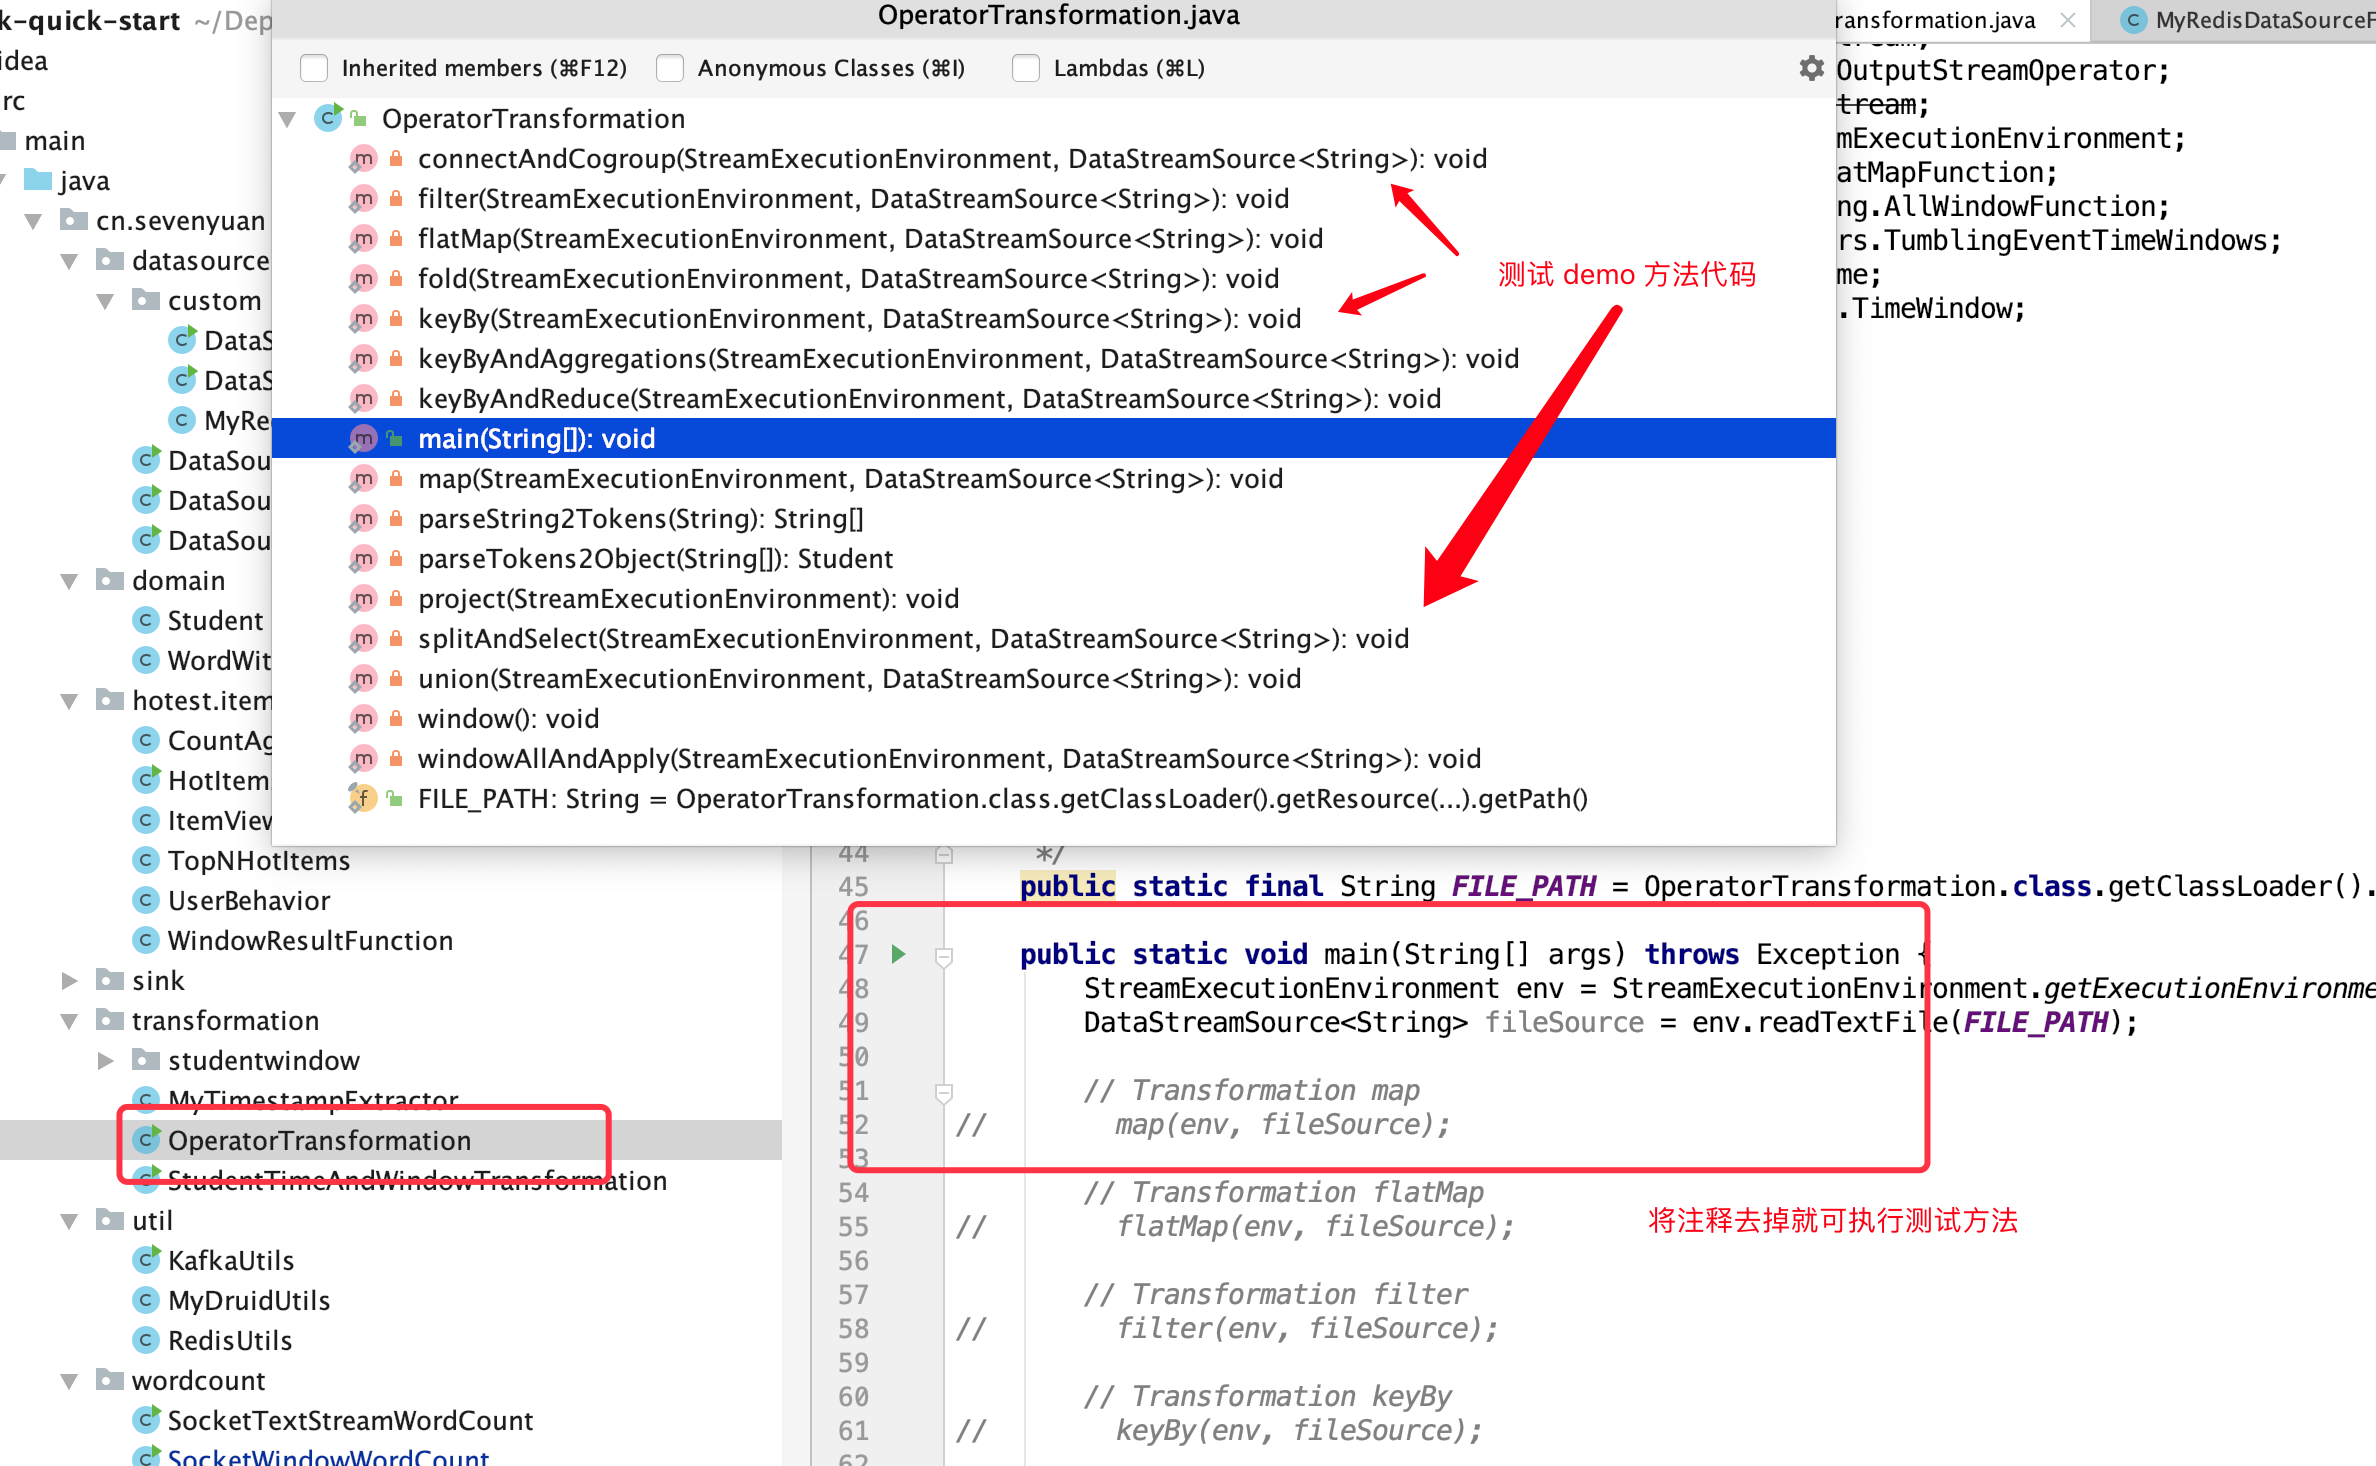 k-quick-start ~/Dep
idea
rc
main
java
cn.sevenyuan
datasource
custom
DataS
DataS
MyRe
DataSou
DataSou
DataSou
domain
Student
WordWit
hotest.item
CountAg
HotItem
ItemView
TopNHotItems
UserBehavior
WindowResultFunction
sink
transformation
studentwindow
MyTimestampExtractor
OperatorTransformation
StudentTimeAndWindowTransformation
util
KafkaUtils
MyDruidUtils
RedisUtils
wordcount
SocketTextStreamWordCount
SocketWindowWordCount
OperatorTransformation.java
Inherited members (⌘F12) Anonymous Classes (⌘I) Lambdas (⌘L)
OperatorTransformation
connectAndCogroup(StreamExecutionEnvironment, DataStreamSource<String>): void
filter(StreamExecutionEnvironment, DataStreamSource<String>): void
flatMap(StreamExecutionEnvironment, DataStreamSource<String>): void
fold(StreamExecutionEnvironment, DataStreamSource<String>): void
keyBy(StreamExecutionEnvironment, DataStreamSource<String>): void
keyByAndAggregations(StreamExecutionEnvironment, DataStreamSource<String>): void
keyByAndReduce(StreamExecutionEnvironment, DataStreamSource<String>): void
main(String[]): void
map(StreamExecutionEnvironment, DataStreamSource<String>): void
parseString2Tokens(String): String[]
parseTokens2Object(String[]): Student
project(StreamExecutionEnvironment): void
splitAndSelect(StreamExecutionEnvironment, DataStreamSource<String>): void
union(StreamExecutionEnvironment, DataStreamSource<String>): void
window(): void
windowAllAndApply(StreamExecutionEnvironment, DataStreamSource<String>): void
FILE_PATH: String = OperatorTransformation.class.getClassLoader().getResource(...).getPath()
测试 demo 方法代码
ransformation.java MyRedisDataSourceF
tream;
OutputStreamOperator;
tream;
mExecutionEnvironment;
atMapFunction;
ng.AllWindowFunction;
rs.TumblingEventTimeWindows;
me;
.TimeWindow;
44 */
45 public static final String FILE_PATH = OperatorTransformation.class.getClassLoader().
46
47 public static void main(String[] args) throws Exception {
48 StreamExecutionEnvironment env = StreamExecutionEnvironment.getExecutionEnvironme
49 DataStreamSource<String> fileSource = env.readTextFile(FILE_PATH);
50
51 // Transformation map
52 // map(env, fileSource);
53
54 // Transformation flatMap
55 // flatMap(env, fileSource);
56
57 // Transformation filter
58 // filter(env, fileSource);
59
60 // Transformation keyBy
61 // keyBy(env, fileSource);
62
将注释去掉就可执行测试方法